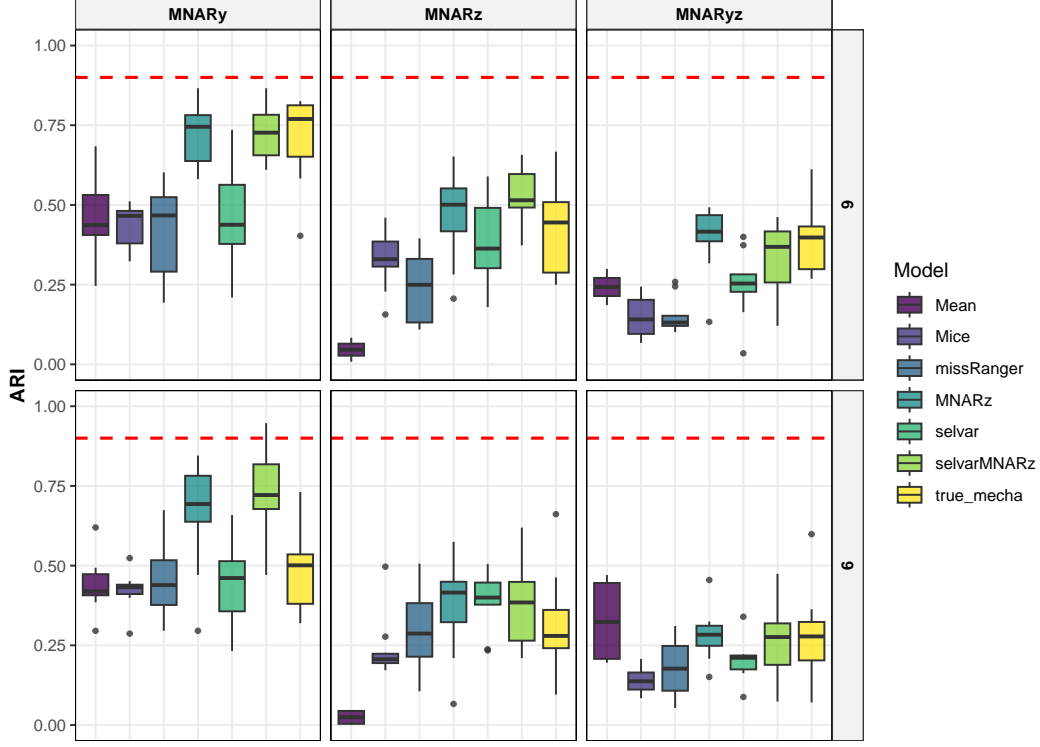 MNARy MNARz MNARyz
1.00
0.75
0.50
0.25
0.00
6
1.00
0.75
0.50
0.25
0.00
9
ARI
Model
Mean
Mice
missRanger
MNARz
selvar
selvarMNARz
true_mecha